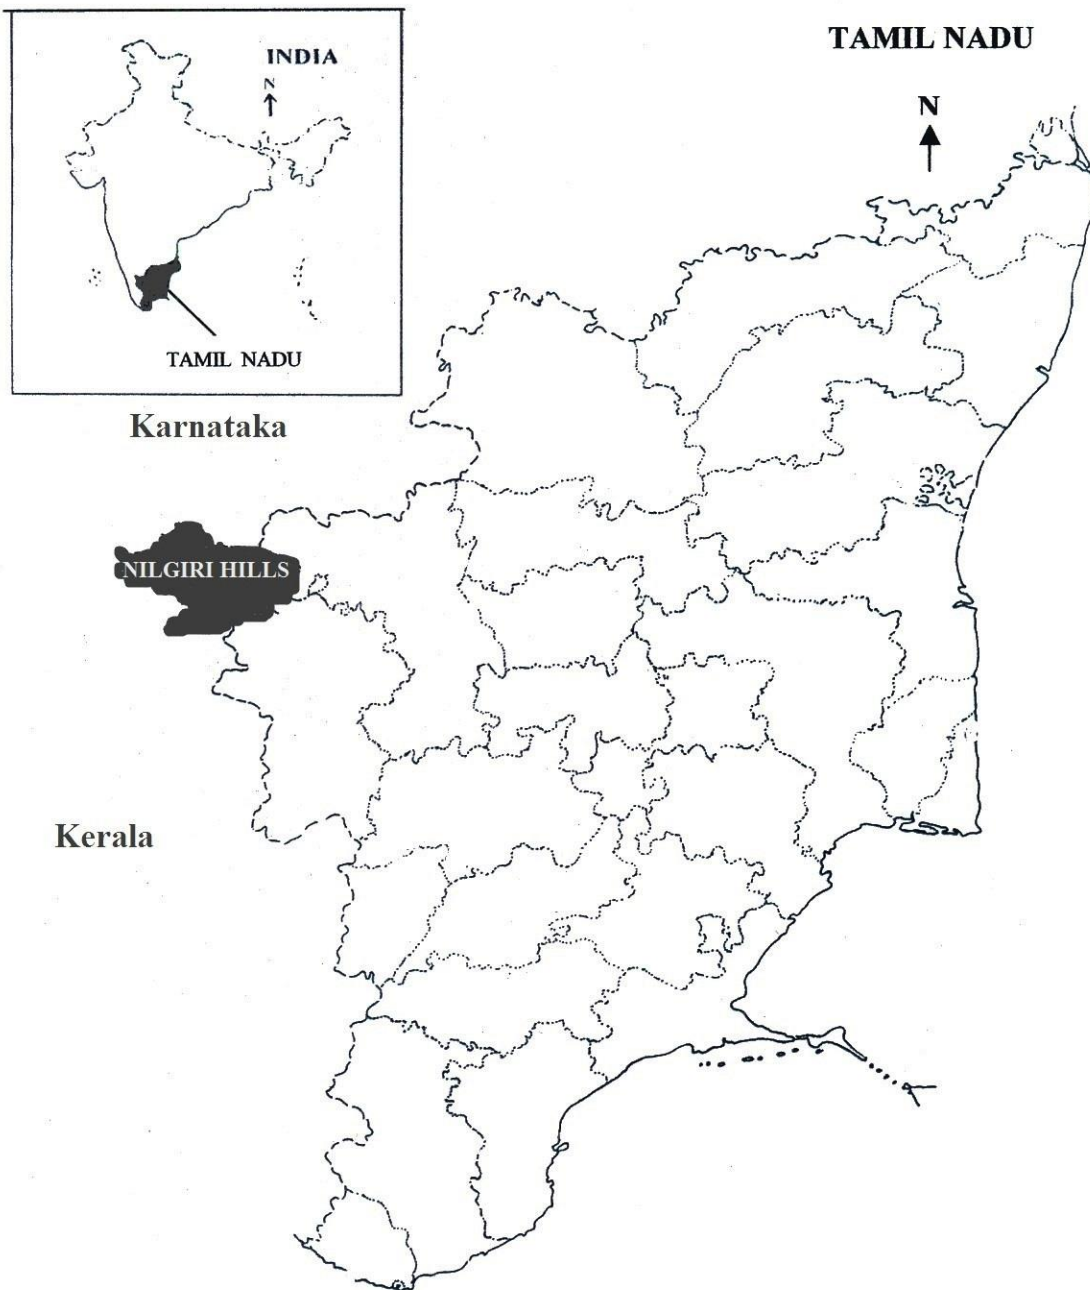 INDIA
N
TAMIL NADU
TAMIL NADU
N
Karnataka
NILGIRI HILLS
Kerala